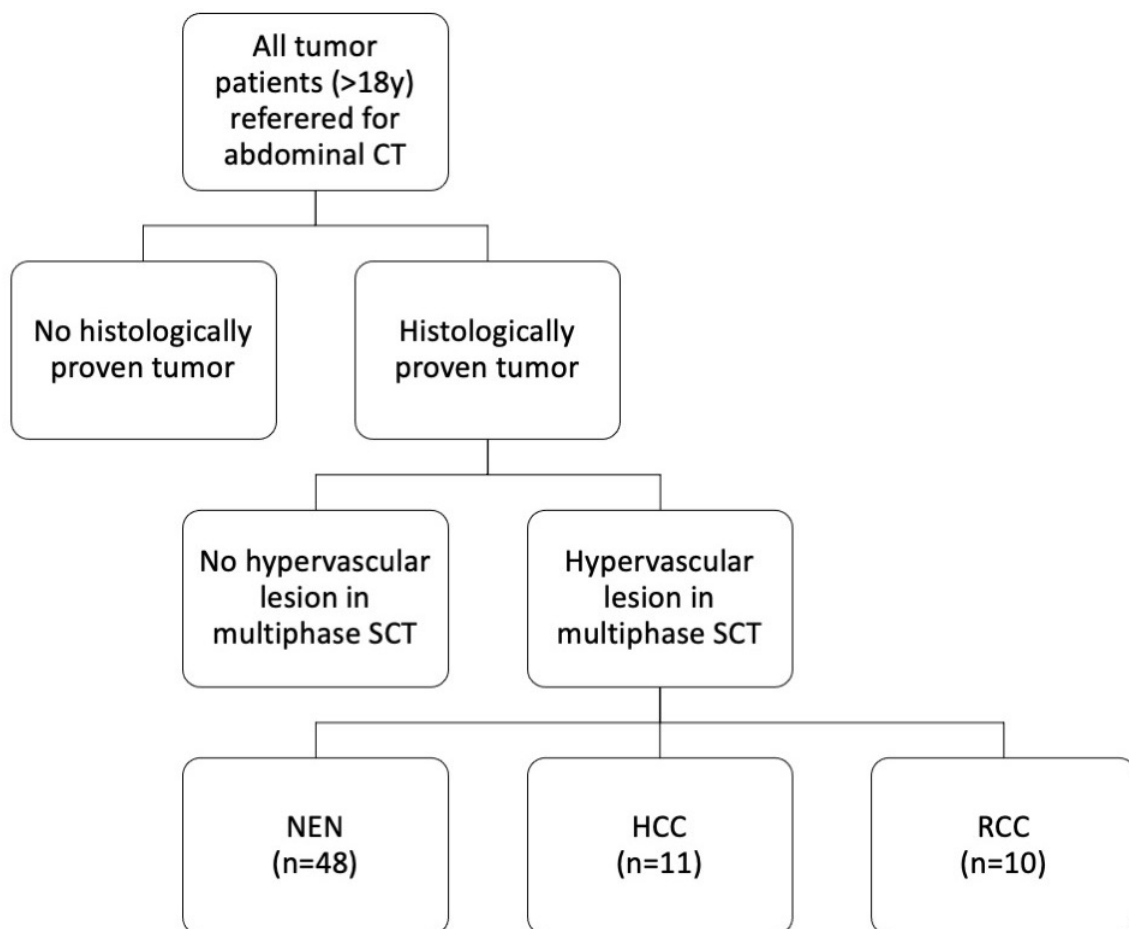 All tumor
patients (>18y)
referered for
abdominal CT
No histologically
proven tumor
Histologically
proven tumor
No hypervascular
lesion in
multiphase SCT
Hypervascular
lesion in
multiphase SCT
NEN
(n=48)
HCC
(n=11)
RCC
(n=10)